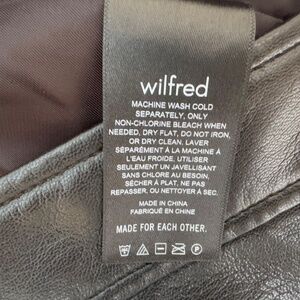 wilfred
MACHINE WASH COLD
SEPARATELY, ONLY
NON-CHLORINE BLEACH WHEN
NEEDED, DRY FLAT, DO NOT IRON,
OR DRY CLEAN. LAVER
SÉPARÉMENT À LA MACHINE À
L'EAU FROIDE, UTILISER
SEULEMENT UN JAVELLISANT
SANS CHLORE AU BESOIN,
SÉCHER À PLAT, NE PAS
REPASSER, OU NETTOYER À SEC.
MADE IN CHINA
FABRIQUÉ EN CHINE
MADE FOR EACH OTHER.